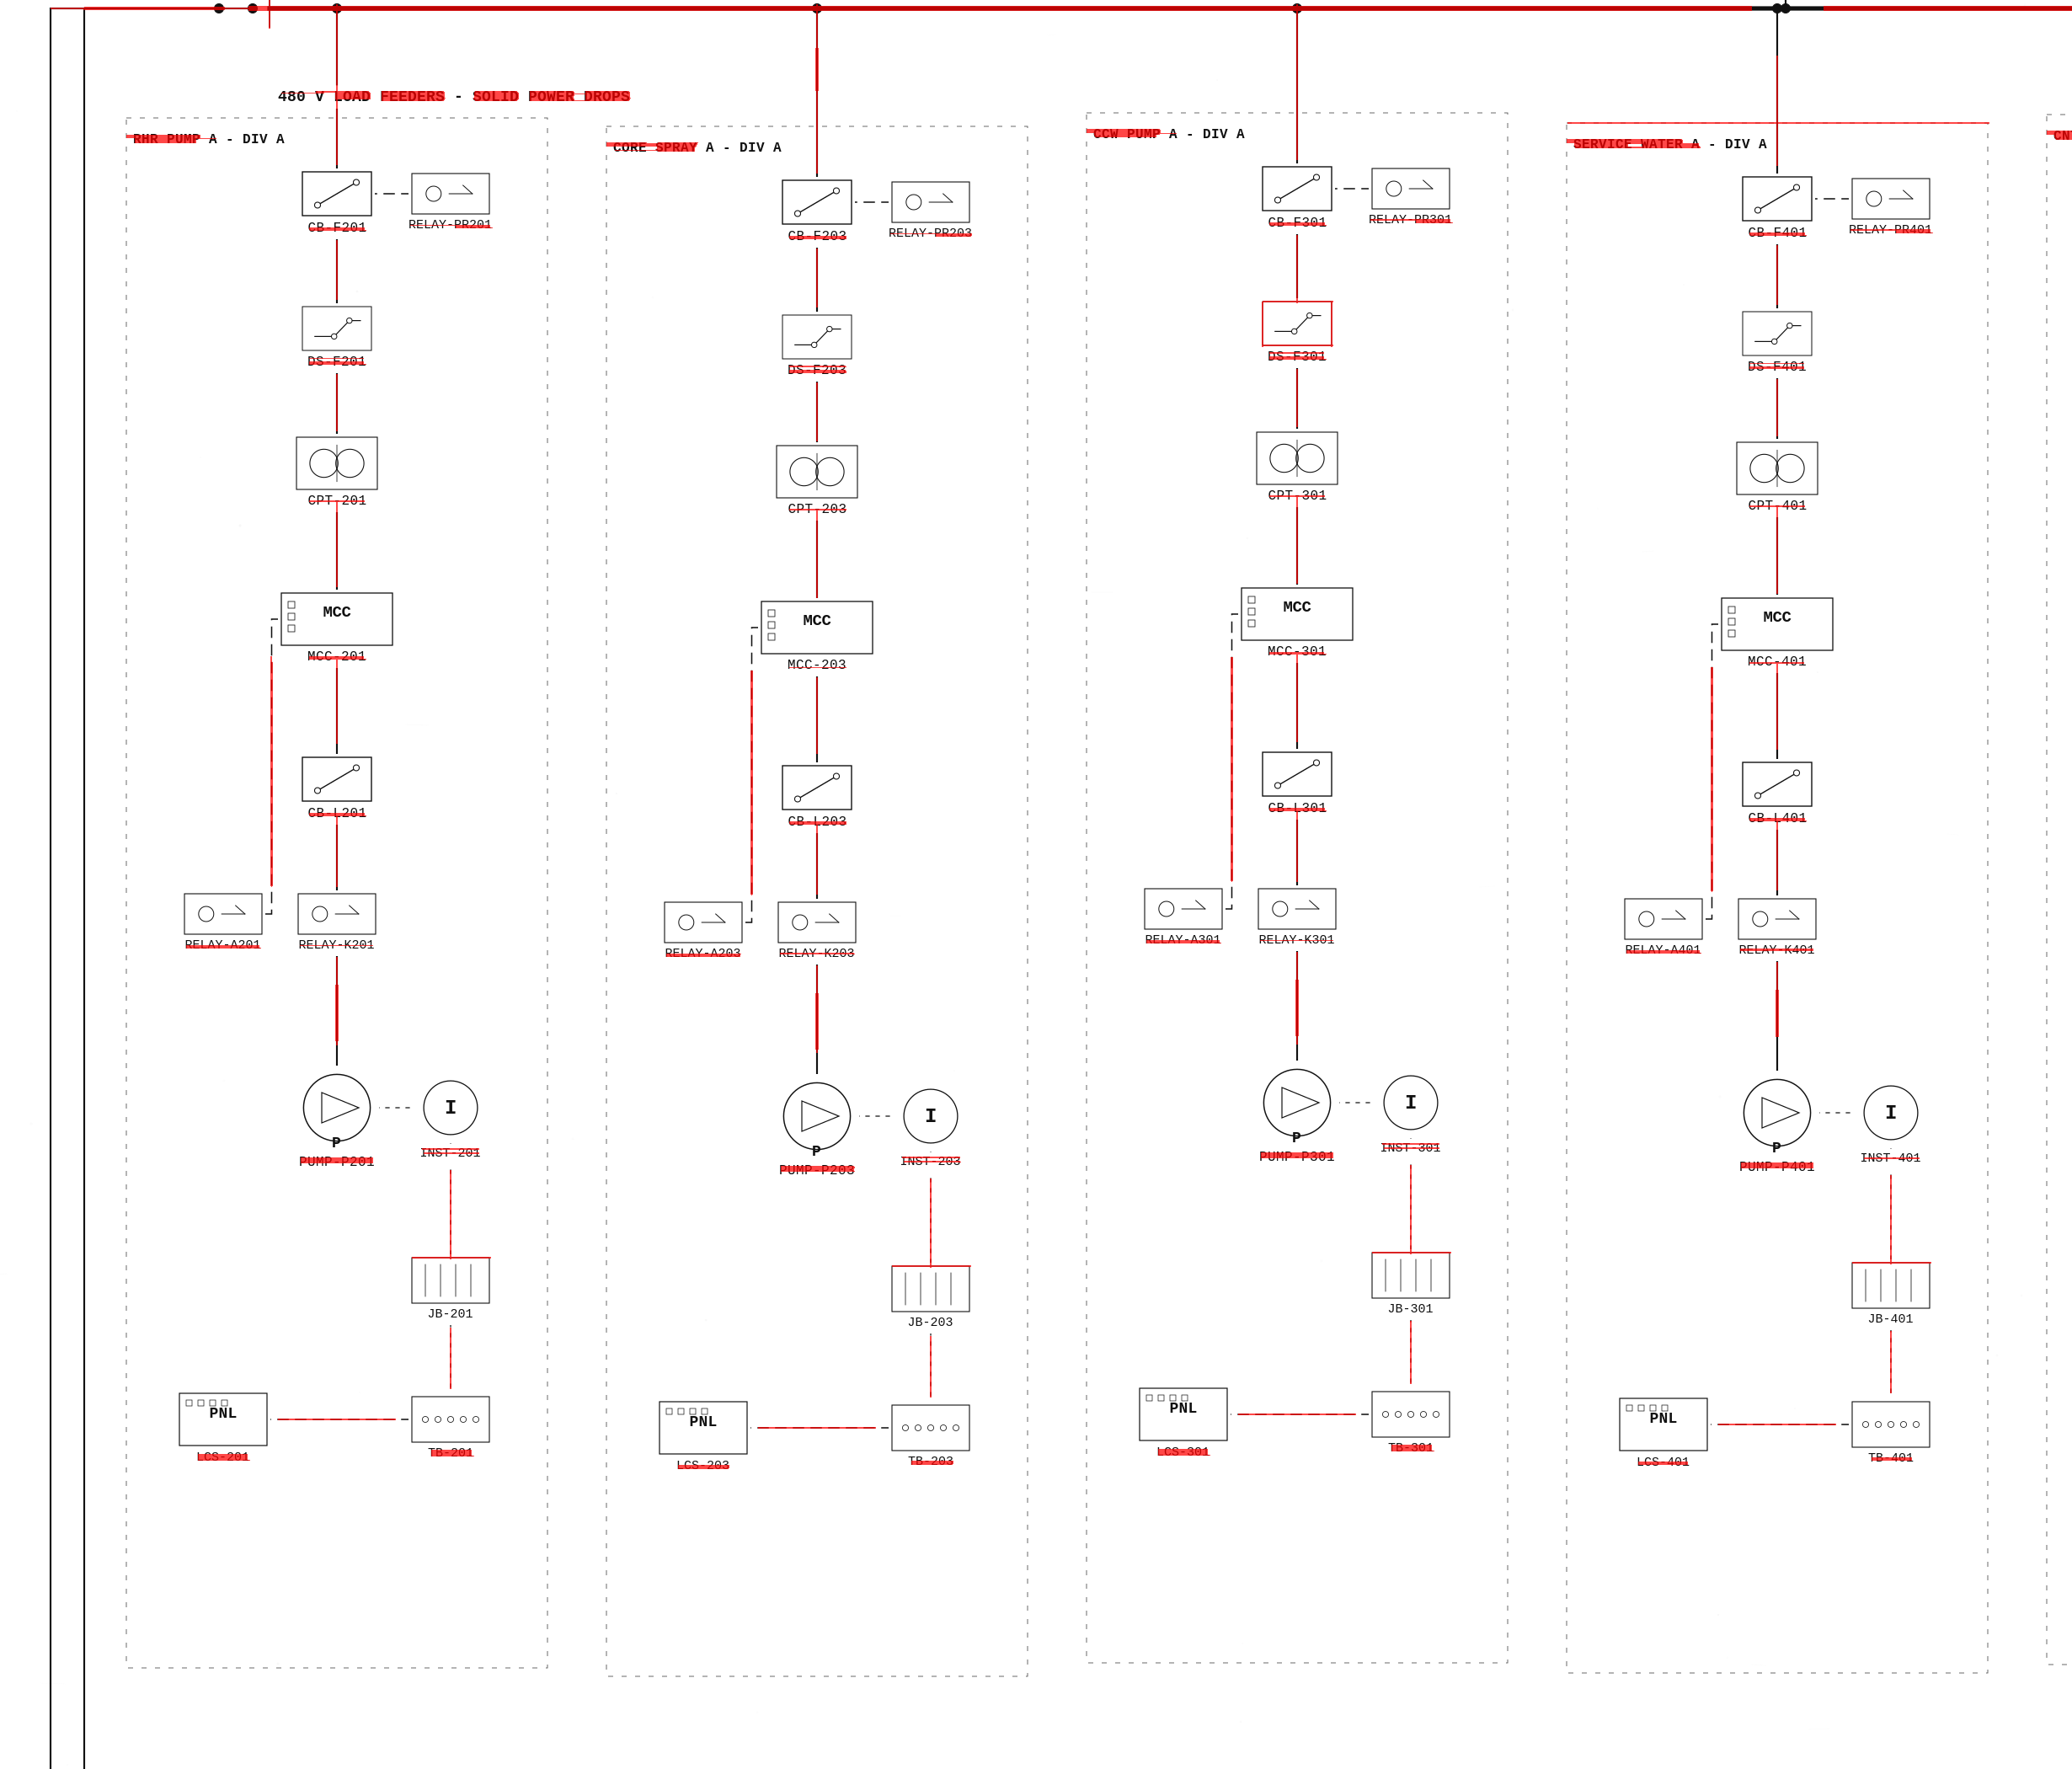 480 V LOAD FEEDERS - SOLID POWER DROPS
RHR PUMP A - DIV A
CB-F201
RELAY-PR201
DS-F201
CPT-201
MCC
MCC-201
CB-L201
RELAY-A201
RELAY-K201
P
PUMP-P201
I
INST-201
JB-201
PNL
LCS-201
TB-201
CORE SPRAY A - DIV A
CB-F203
RELAY-PR203
DS-F203
CPT-203
MCC
MCC-203
CB-L203
RELAY-A203
RELAY-K203
P
PUMP-P203
I
INST-203
JB-203
PNL
LCS-203
TB-203
CCW PUMP A - DIV A
CB-F301
RELAY-PR301
DS-F301
CPT-301
MCC
MCC-301
CB-L301
RELAY-A301
RELAY-K301
P
PUMP-P301
I
INST-301
JB-301
PNL
LCS-301
TB-301
SERVICE WATER A - DIV A
CB-F401
RELAY-PR401
DS-F401
CPT-401
MCC
MCC-401
CB-L401
RELAY-A401
RELAY-K401
P
PUMP-P401
I
INST-401
JB-401
PNL
LCS-401
TB-401